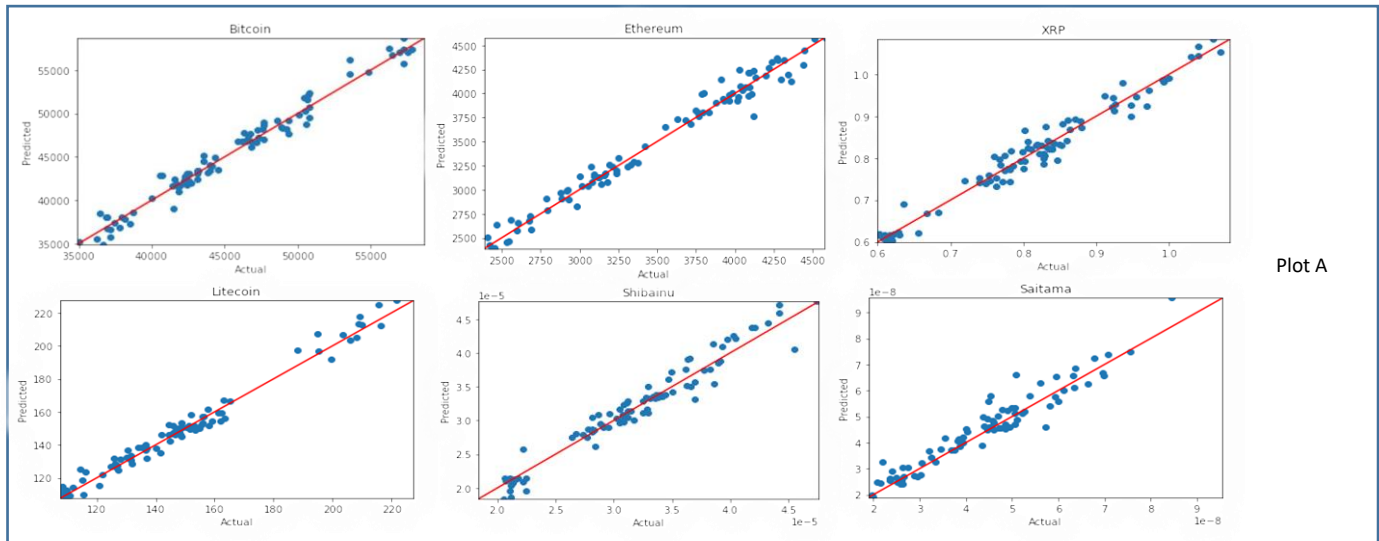 Bitcoin
55000
50000
45000
40000
35000
Predicted
35000 40000 45000 50000 55000
Actual
Ethereum
4500
4250
4000
3750
3500
3250
3000
2750
2500
Predicted
2500 2750 3000 3250 3500 3750 4000 4250 4500
Actual
XRP
1.0
0.9
0.8
0.7
0.6
Predicted
0.6 0.7 0.8 0.9 1.0
Actual
Plot A
Litecoin
220
200
180
160
140
120
Predicted
120 140 160 180 200 220
Actual
Shibainu
1e-5
4.5
4.0
3.5
3.0
2.5
2.0
Predicted
2.0 2.5 3.0 3.5 4.0 4.5
1e-5
Actual
Saitama
1e-8
9
8
7
6
5
4
3
2
Predicted
2 3 4 5 6 7 8 9
1e-8
Actual